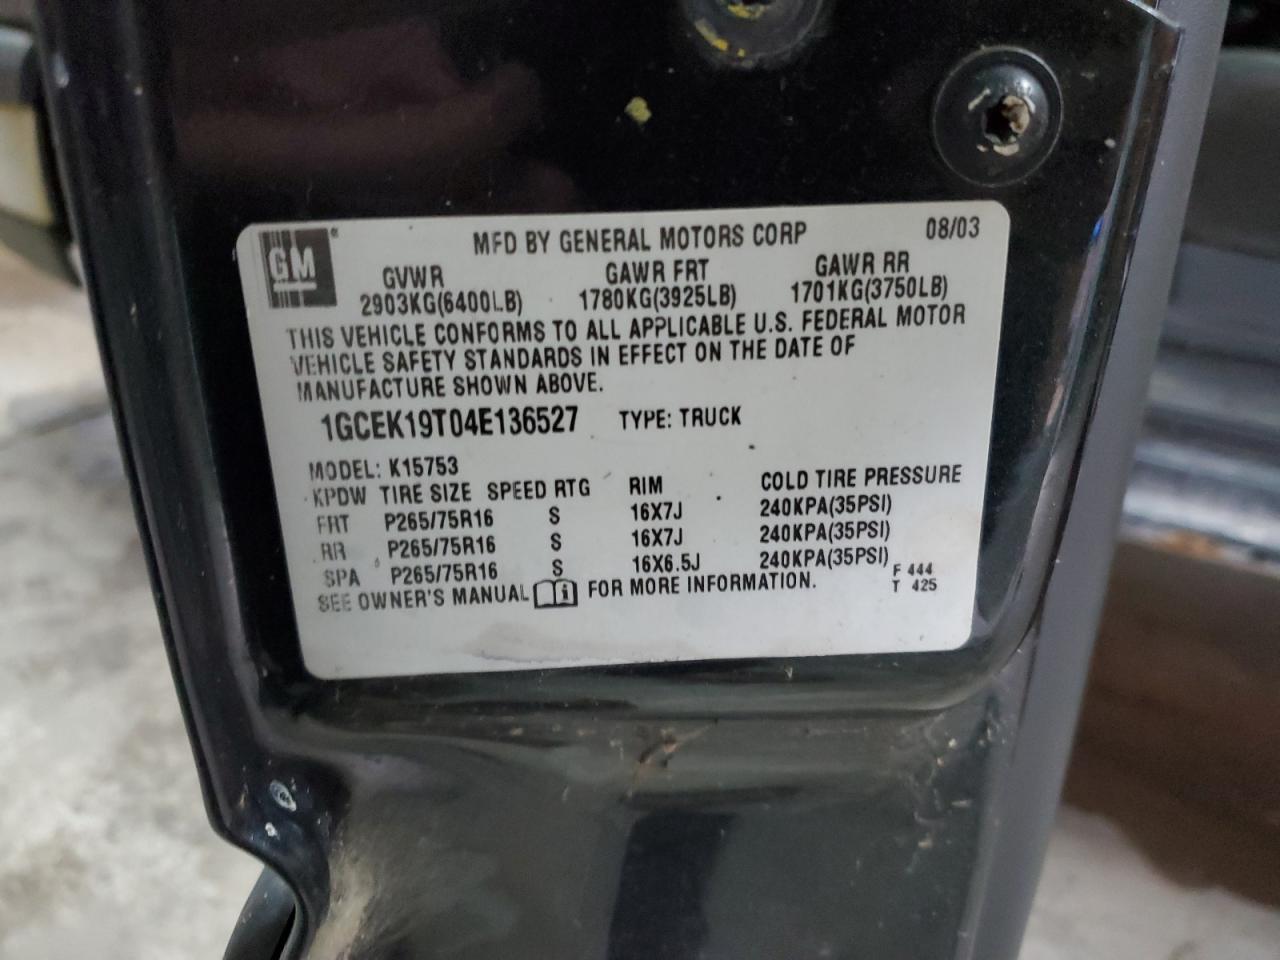 GM®
MFD BY GENERAL MOTORS CORP 08/03
GVWR GAWR FRT GAWR RR
2903KG(6400LB) 1780KG(3925LB) 1701KG(3750LB)
THIS VEHICLE CONFORMS TO ALL APPLICABLE U.S. FEDERAL MOTOR
VEHICLE SAFETY STANDARDS IN EFFECT ON THE DATE OF
MANUFACTURE SHOWN ABOVE.
1GCEK19T04E136527 TYPE: TRUCK
MODEL: K15753
KPDW TIRE SIZE SPEED RTG RIM COLD TIRE PRESSURE
FRT P265/75R16 S 16X7J 240KPA(35PSI)
RR P265/75R16 S 16X7J 240KPA(35PSI)
SPA P265/75R16 S 16X6.5J 240KPA(35PSI)
SEE OWNER'S MANUAL i FOR MORE INFORMATION.
F 444
T 425